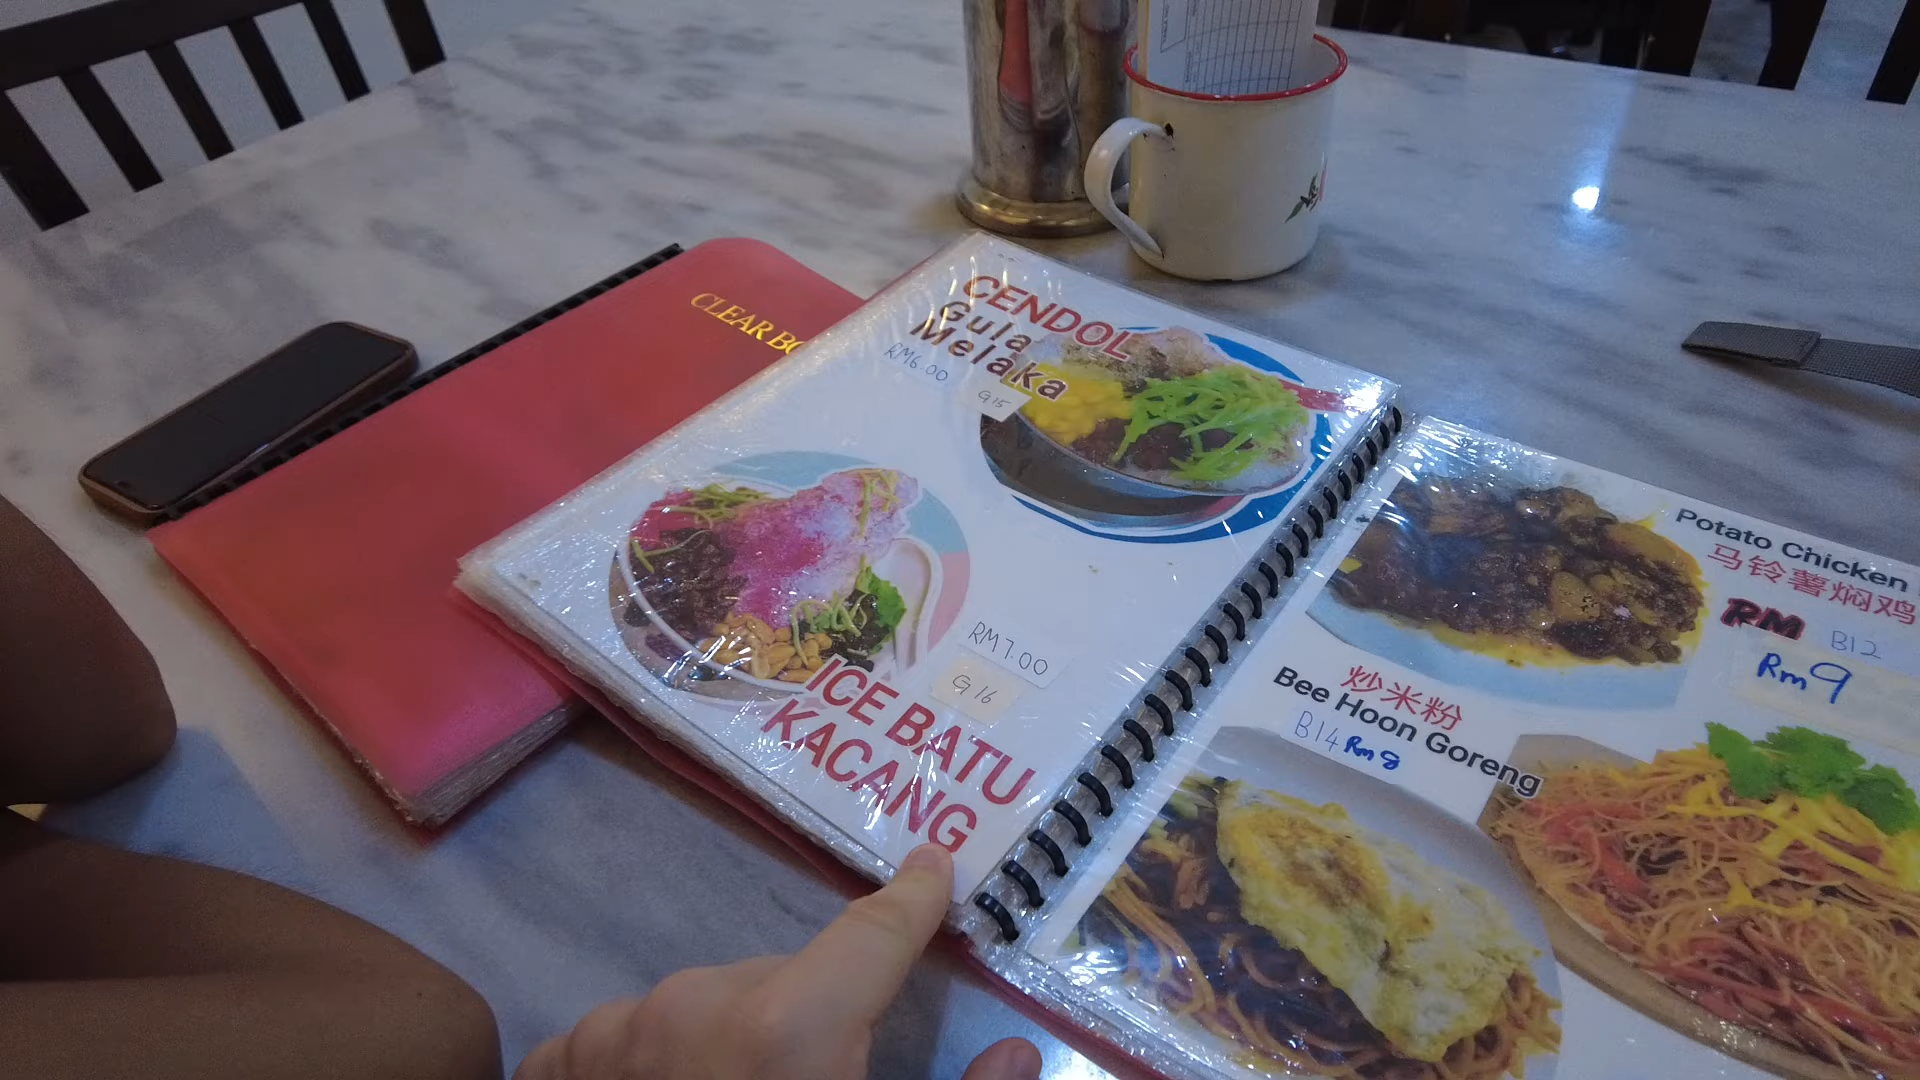 CLEAR BO
CENDOL
Gula
Melaka
RM6.00
G15
RM7.00
G16
ICE BATU
KACANG
Potato Chicken
马铃薯焖鸡
RM
B12
Rm9
炒米粉
Bee Hoon Goreng
B14 Rm8